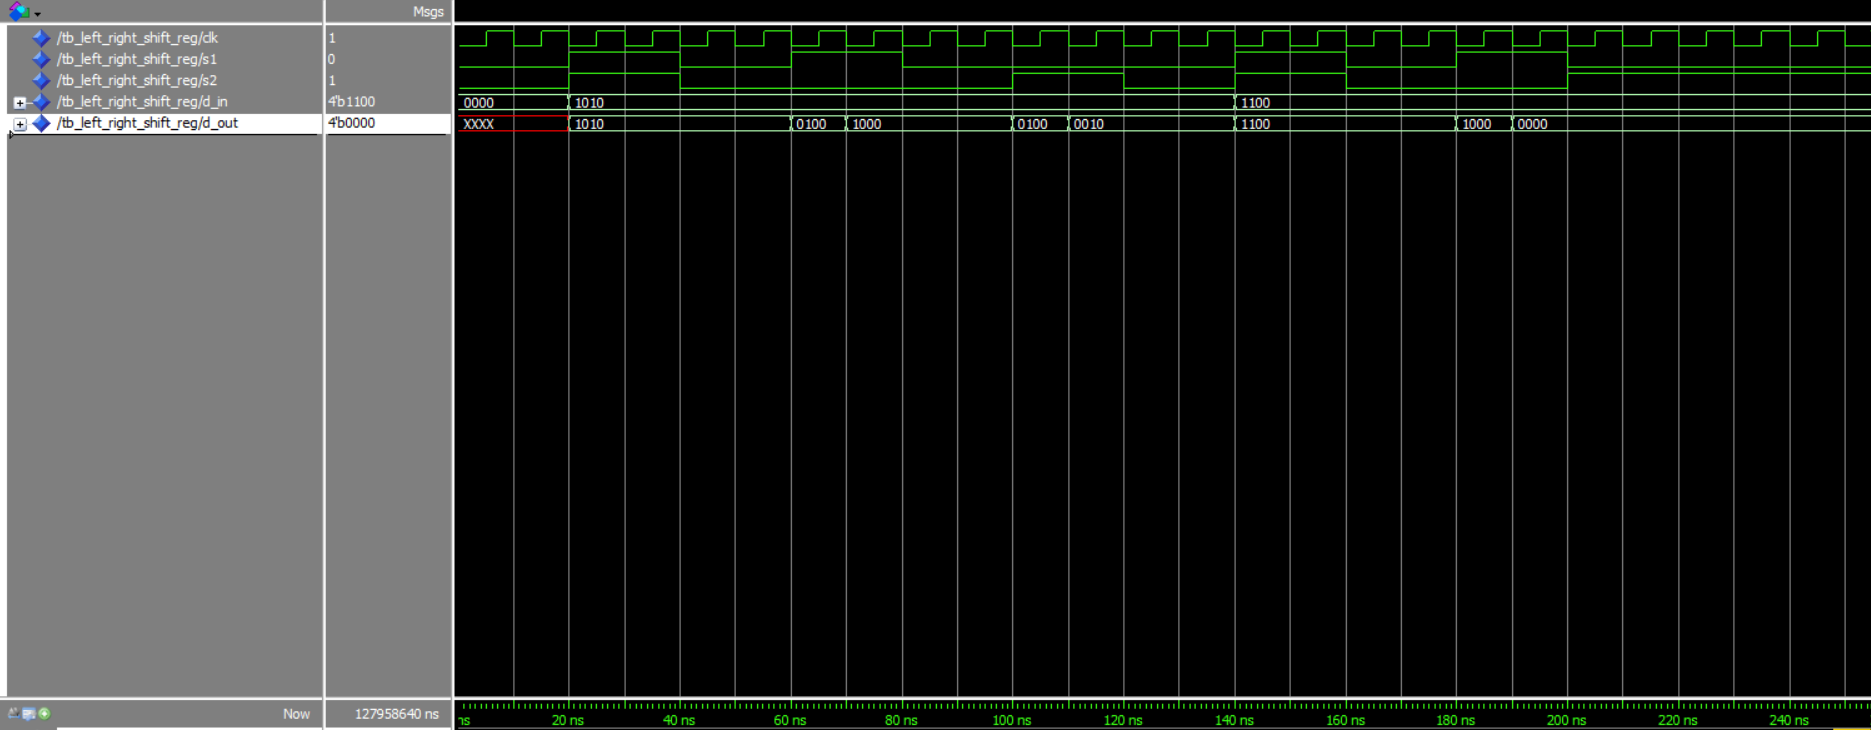 Msgs
/tb_left_right_shift_reg/clk 1
/tb_left_right_shift_reg/s1 0
/tb_left_right_shift_reg/s2 1
/tb_left_right_shift_reg/d_in 4'b1100 0000 1010 1100
/tb_left_right_shift_reg/d_out 4'b0000 XXXX 1010 0100 1000 0100 0010 1100 1000 0000
Now 127958640 ns ns 20 ns 40 ns 60 ns 80 ns 100 ns 120 ns 140 ns 160 ns 180 ns 200 ns 220 ns 240 ns